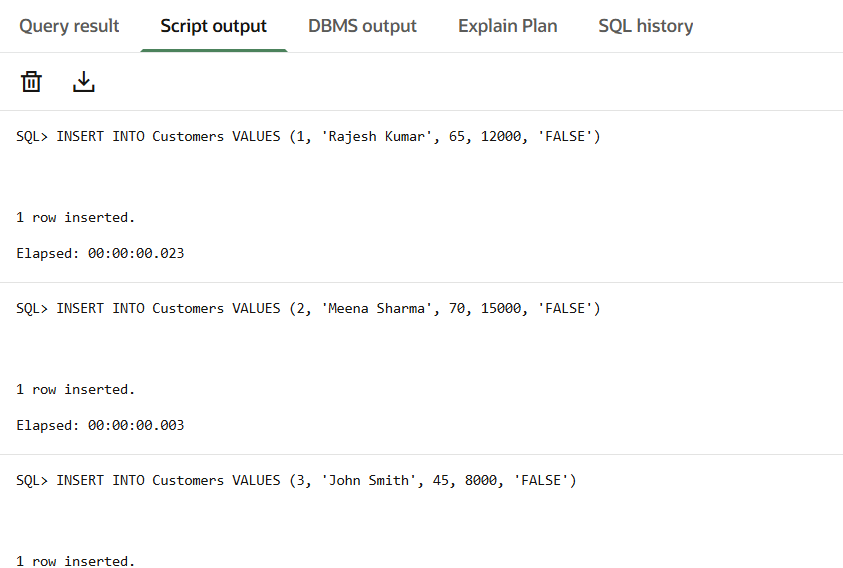 Query result Script output DBMS output Explain Plan SQL history
SQL> INSERT INTO Customers VALUES (1, 'Rajesh Kumar', 65, 12000, 'FALSE')
1 row inserted.
Elapsed: 00:00:00.023
SQL> INSERT INTO Customers VALUES (2, 'Meena Sharma', 70, 15000, 'FALSE')
1 row inserted.
Elapsed: 00:00:00.003
SQL> INSERT INTO Customers VALUES (3, 'John Smith', 45, 8000, 'FALSE')
1 row inserted.